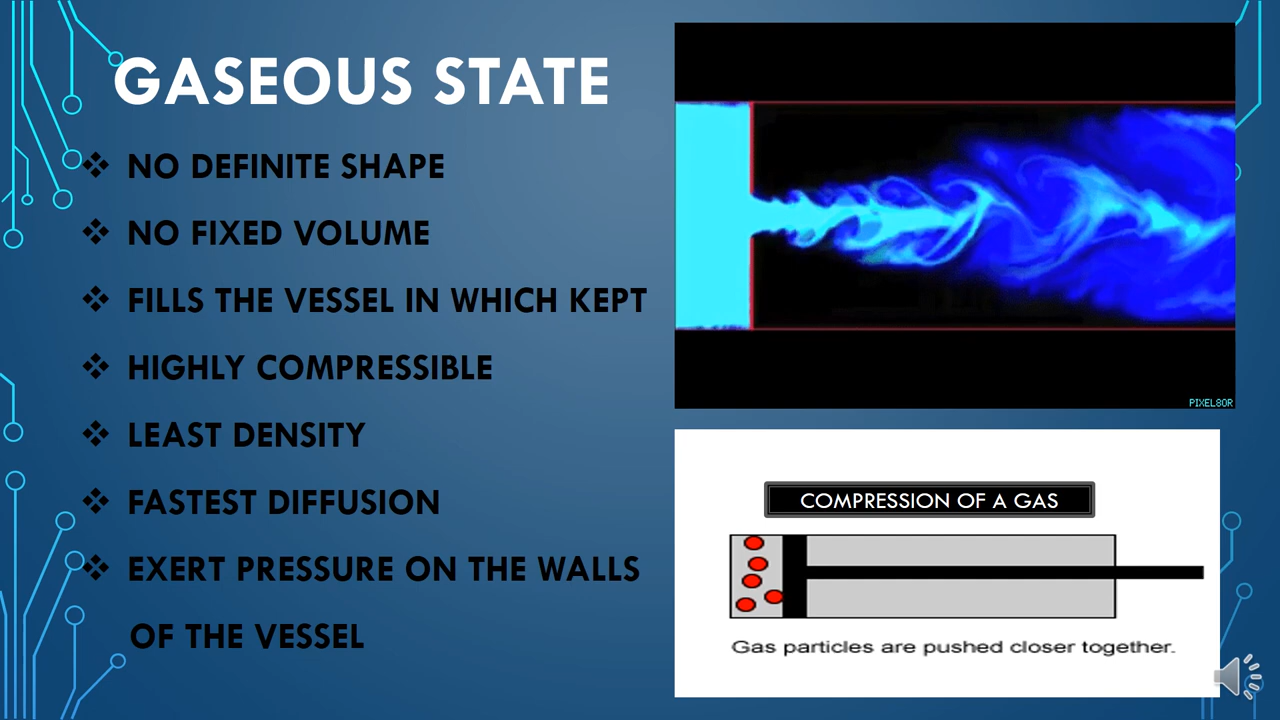 GASEOUS STATE
❖ NO DEFINITE SHAPE
❖ NO FIXED VOLUME
❖ FILLS THE VESSEL IN WHICH KEPT
❖ HIGHLY COMPRESSIBLE
❖ LEAST DENSITY
❖ FASTEST DIFFUSION
❖ EXERT PRESSURE ON THE WALLS
OF THE VESSEL
PIXEL8OR
COMPRESSION OF A GAS
Gas particles are pushed closer together.